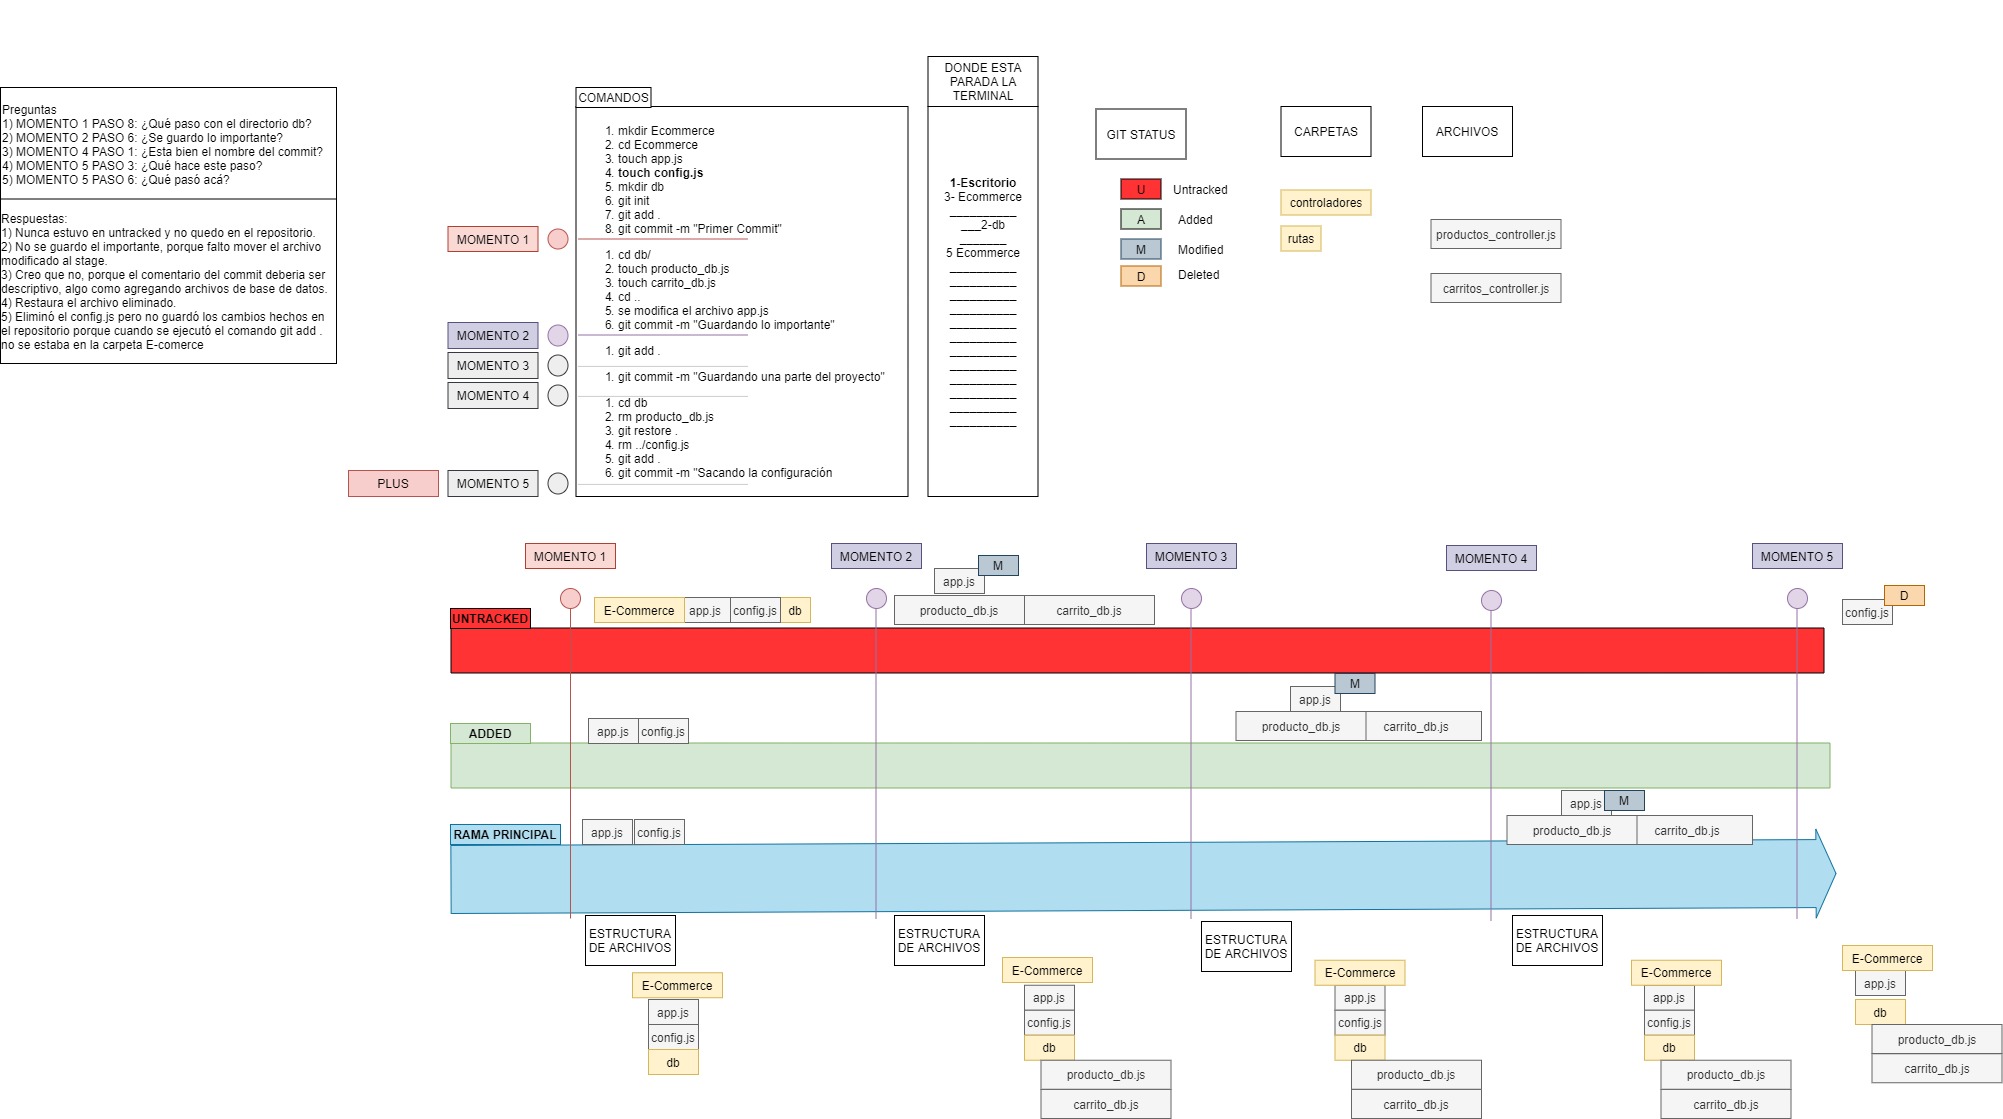 Preguntas
1) MOMENTO 1 PASO 8: ¿Qué paso con el directorio db?
2) MOMENTO 2 PASO 6: ¿Se guardo lo importante?
3) MOMENTO 4 PASO 1: ¿Esta bien el nombre del commit?
4) MOMENTO 5 PASO 3: ¿Qué hace este paso?
5) MOMENTO 5 PASO 6: ¿Qué pasó acá?
Respuestas:
1) Nunca estuvo en untracked y no quedo en el repositorio.
2) No se guardo el importante, porque falto mover el archivo
modificado al stage.
3) Creo que no, porque el comentario del commit deberia ser
descriptivo, algo como agregando archivos de base de datos.
4) Restaura el archivo eliminado.
5) Eliminó el config.js pero no guardó los cambios hechos en
el repositorio porque cuando se ejecutó el comando git add .
no se estaba en la carpeta E-comerce
COMANDOS
1. mkdir Ecommerce
2. cd Ecommerce
3. touch app.js
4. touch config.js
5. mkdir db
6. git init
7. git add .
8. git commit -m "Primer Commit"
MOMENTO 1
1. cd db/
2. touch producto_db.js
3. touch carrito_db.js
4. cd ..
5. se modifica el archivo app.js
6. git commit -m "Guardando lo importante"
MOMENTO 2
1. git add .
MOMENTO 3
1. git commit -m "Guardando una parte del proyecto"
MOMENTO 4
1. cd db
2. rm producto_db.js
3. git restore .
4. rm ../config.js
5. git add .
6. git commit -m "Sacando la configuración
PLUS
MOMENTO 5
DONDE ESTA
PARADA LA
TERMINAL
1-Escritorio
3- Ecommerce
__________
___2-db
_______
5 Ecommerce
__________
__________
__________
__________
__________
__________
__________
__________
__________
__________
__________
__________
GIT STATUS
U Untracked
A Added
M Modified
D Deleted
CARPETAS
controladores
rutas
ARCHIVOS
productos_controller.js
carritos_controller.js
MOMENTO 1
MOMENTO 2
MOMENTO 3
MOMENTO 4
MOMENTO 5
UNTRACKED
E-Commerce app.js config.js db
app.js M
producto_db.js carrito_db.js
config.js D
ADDED
app.js config.js
app.js M
producto_db.js carrito_db.js
RAMA PRINCIPAL
app.js config.js
app.js M
producto_db.js carrito_db.js
ESTRUCTURA
DE ARCHIVOS
E-Commerce
app.js
config.js
db
ESTRUCTURA
DE ARCHIVOS
E-Commerce
app.js
config.js
db
producto_db.js
carrito_db.js
ESTRUCTURA
DE ARCHIVOS
E-Commerce
app.js
config.js
db
producto_db.js
carrito_db.js
ESTRUCTURA
DE ARCHIVOS
E-Commerce
app.js
config.js
db
producto_db.js
carrito_db.js
E-Commerce
app.js
db
producto_db.js
carrito_db.js